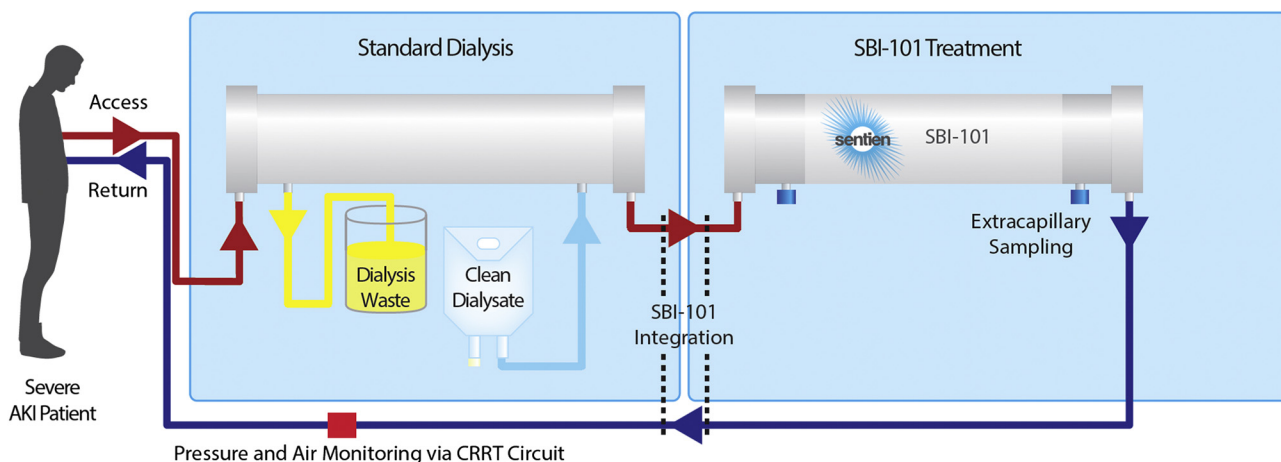 Standard Dialysis
SBI-101 Treatment
Access
Return
sentien
SBI-101
Extracapillary
Sampling
Dialysis
Waste
Clean
Dialysate
SBI-101
Integration
Severe
AKI Patient
Pressure and Air Monitoring via CRRT Circuit